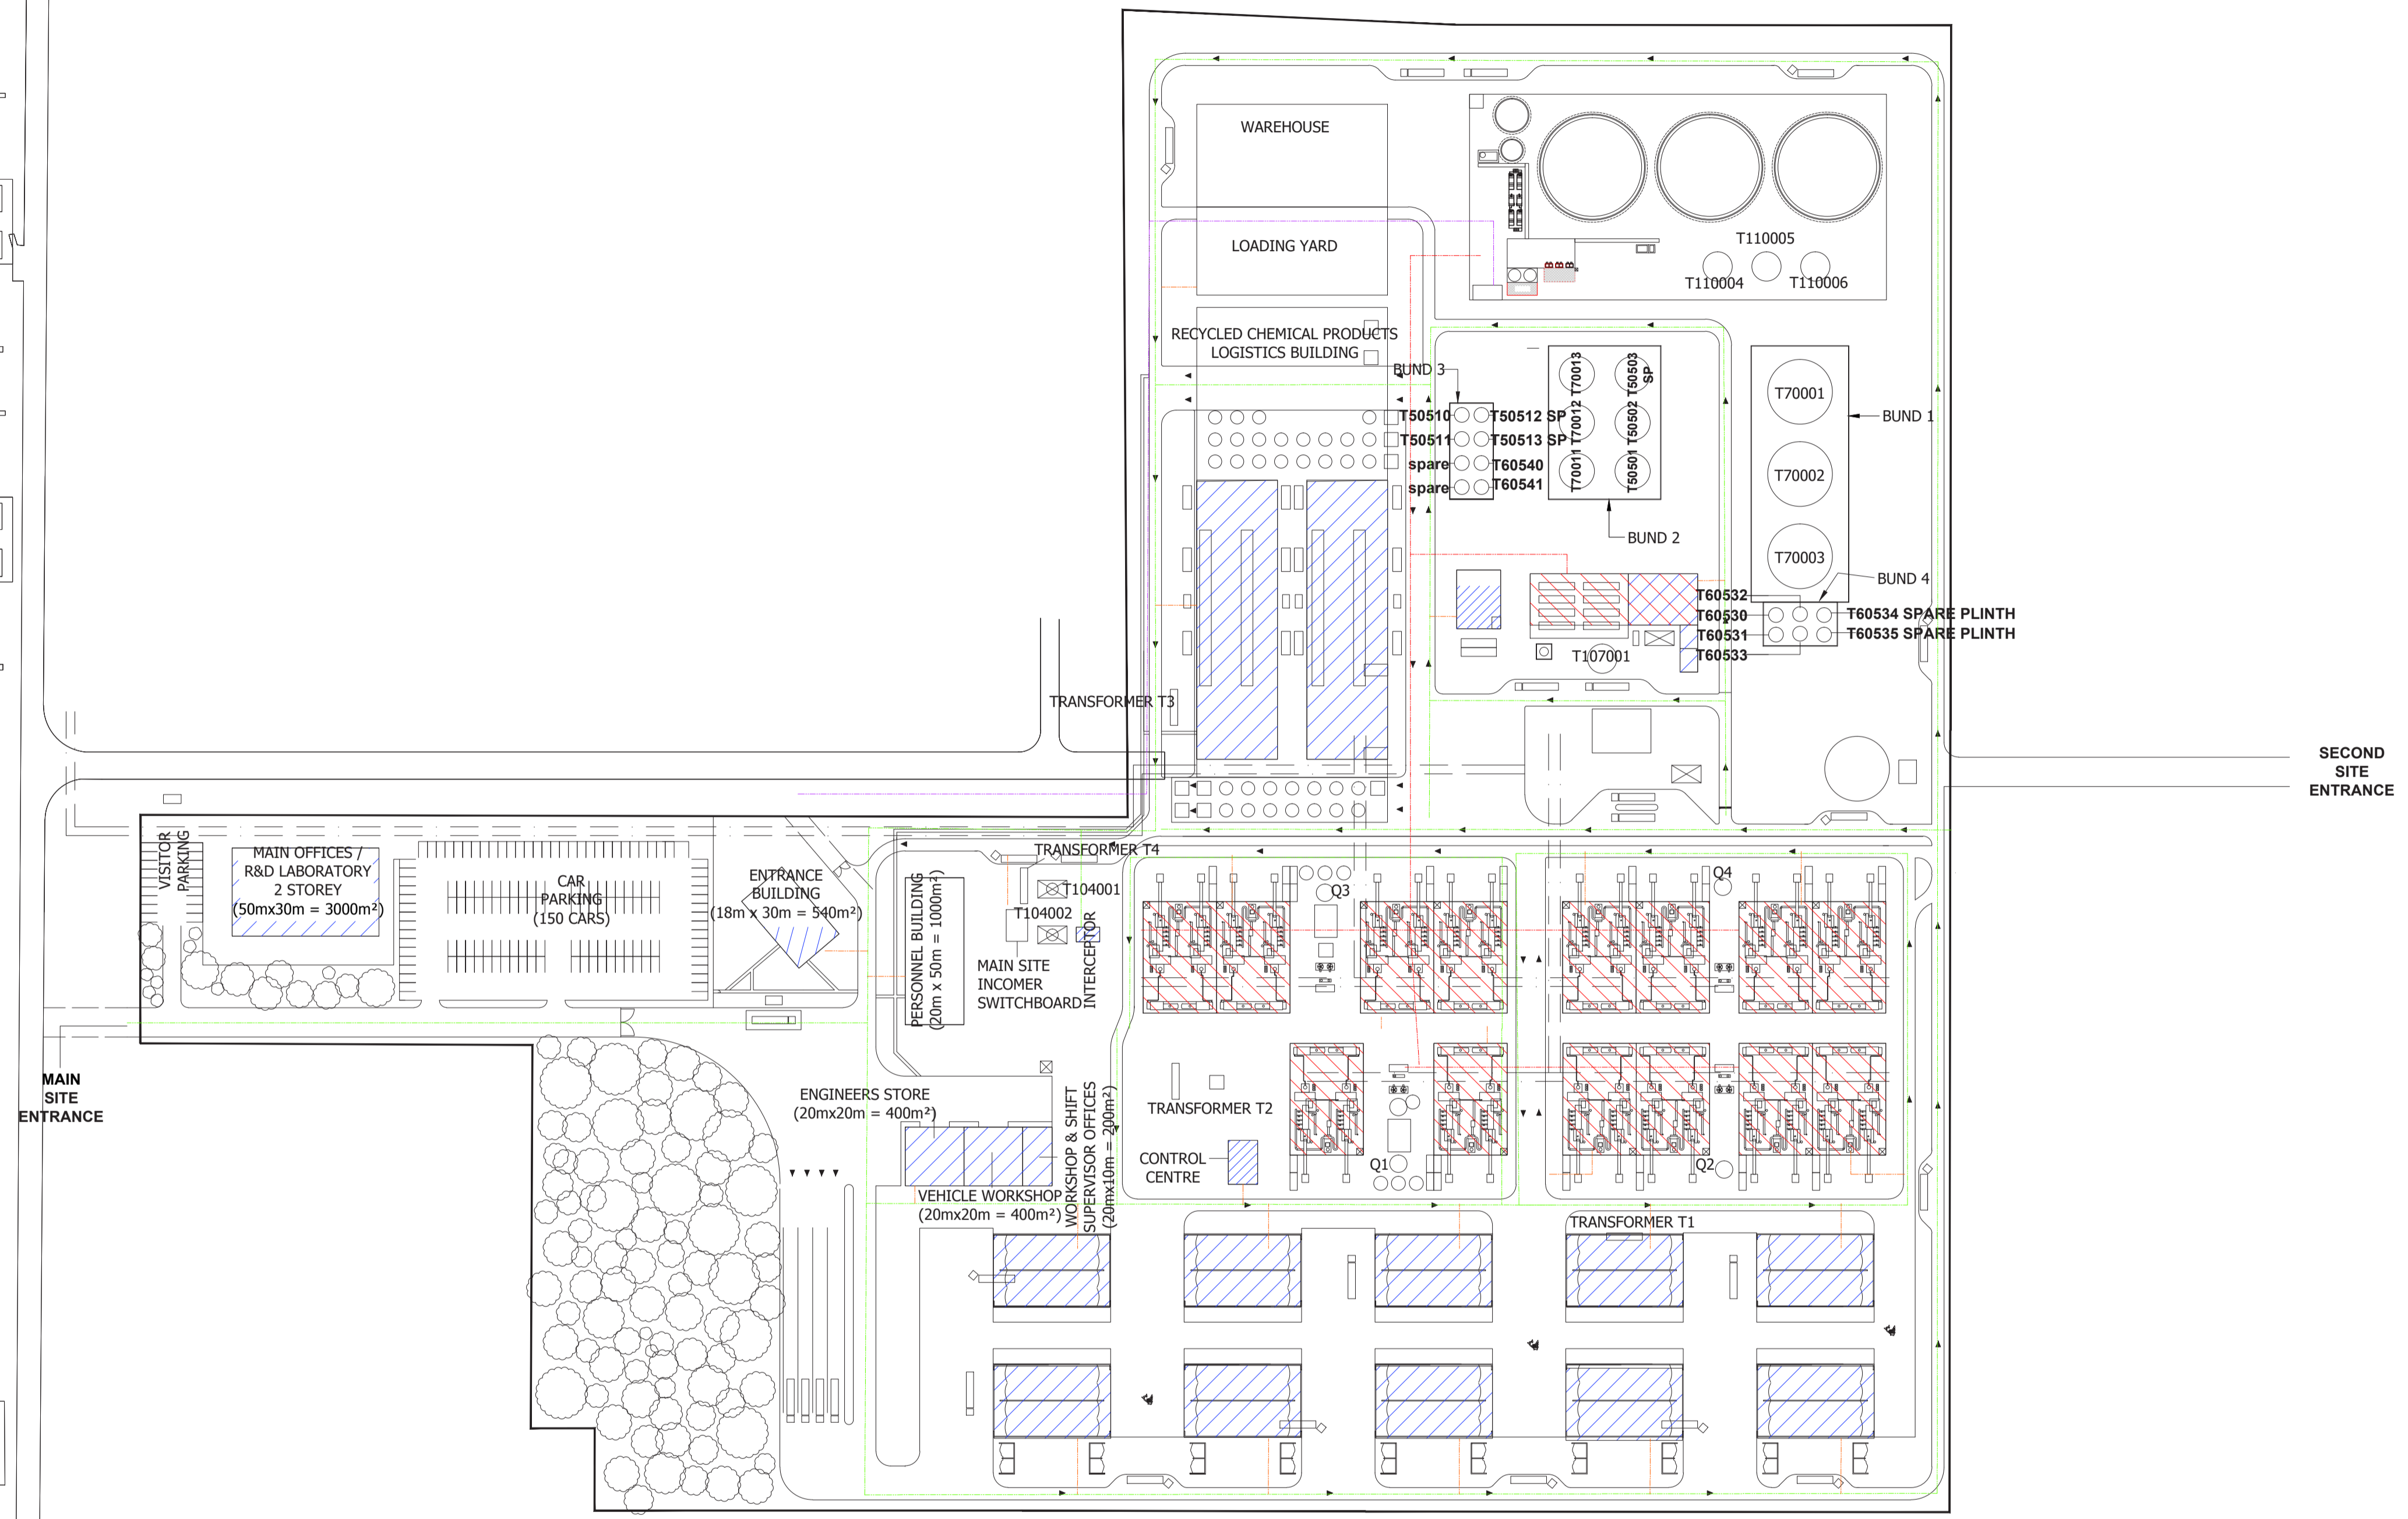 WAREHOUSE
LOADING YARD
T110005
T110004
T110006
RECYCLED CHEMICAL PRODUCTS
LOGISTICS BUILDING
BUND 3
T50510
T50512 SP
T50511
T50513 SP
spare
T60540
spare
T60541
T70013
T70012
T70011
T50503
SP
T50502
T50501
BUND 2
T70001
T70002
T70003
BUND 1
BUND 4
T60532
T60530
T60531
T60533
T60534 SPARE PLINTH
T60535 SPARE PLINTH
T107001
TRANSFORMER T3
SECOND
SITE
ENTRANCE
VISITOR
PARKING
MAIN OFFICES /
R&D LABORATORY
2 STOREY
(50mx30m = 3000m²)
CAR
PARKING
(150 CARS)
ENTRANCE
BUILDING
(18m x 30m = 540m²)
PERSONNEL BUILDING
(20m x 50m = 1000m²)
TRANSFORMER T4
T104001
T104002
MAIN SITE
INCOMER
SWITCHBOARD
INTERCEPTOR
Q3
Q4
MAIN
SITE
ENTRANCE
ENGINEERS STORE
(20mx20m = 400m²)
VEHICLE WORKSHOP
(20mx20m = 400m²)
WORKSHOP & SHIFT
SUPERVISOR OFFICES
(20mx10m = 200m²)
TRANSFORMER T2
CONTROL
CENTRE
Q1
Q2
TRANSFORMER T1